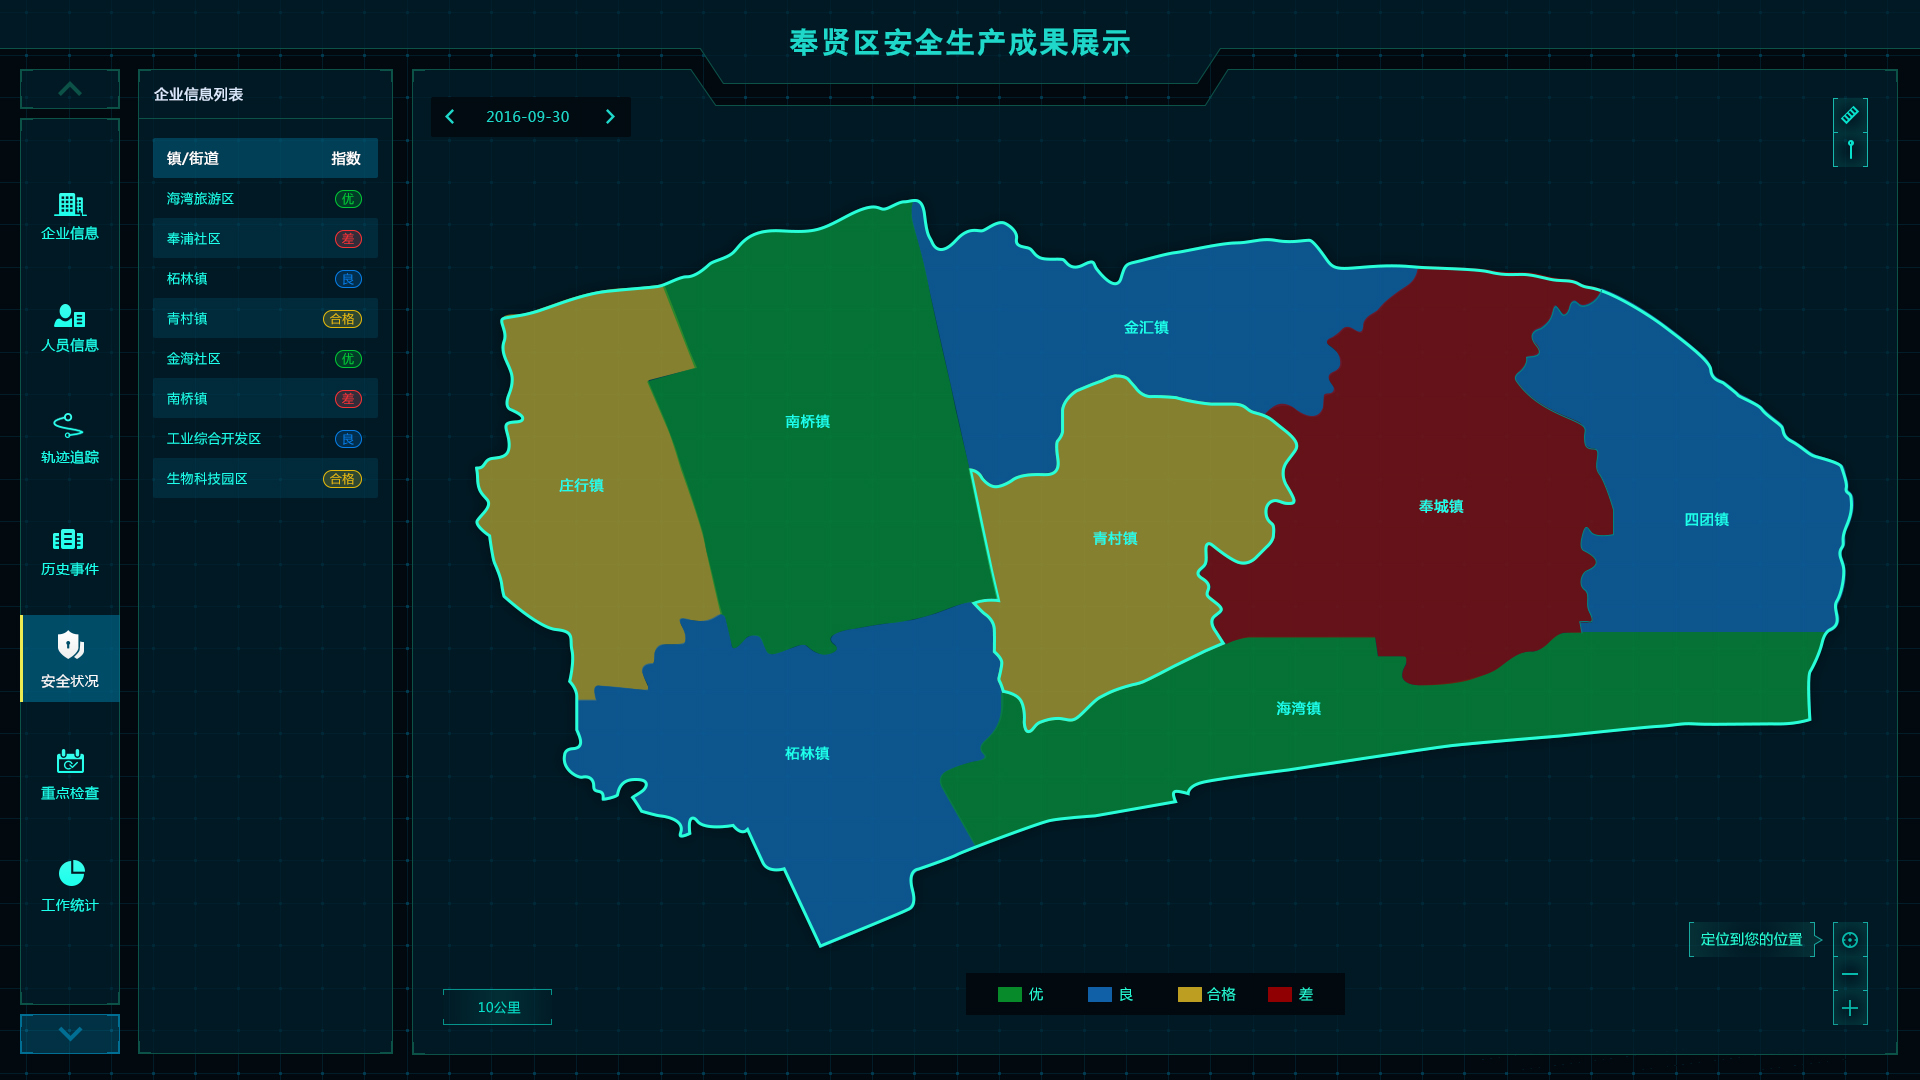 奉贤区安全生产成果展示
企业信息
人员信息
轨迹追踪
历史事件
安全状况
重点检查
工作统计
企业信息列表
镇/街道 指数
海湾旅游区 优
奉浦社区 差
柘林镇 良
青村镇 合格
金海社区 优
南桥镇 差
工业综合开发区 良
生物科技园区 合格
2016-09-30
金汇镇
南桥镇
庄行镇
青村镇
奉城镇
四团镇
海湾镇
柘林镇
定位到您的位置
10公里
优 良 合格 差